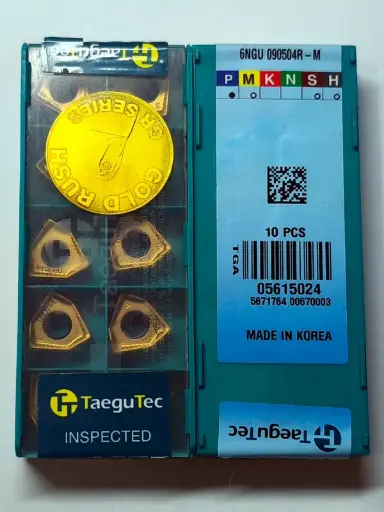 TaeguTec
GOLD RUSH
CR SERIES
TaeguTec
INSPECTED
6NGU 090504R-M
P M K N S H
10 PCS
TGA
05615024
5671764 00670003
MADE IN KOREA
TaeguTec